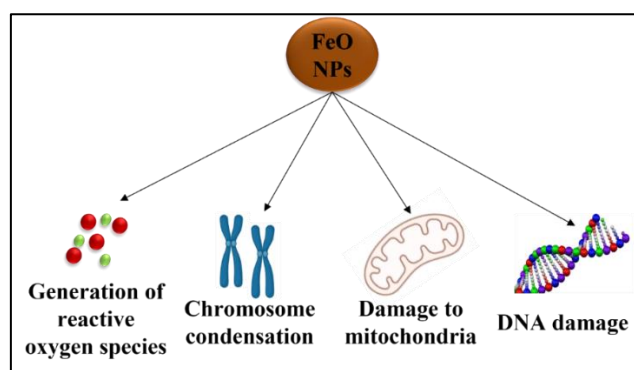 FeO
NPs
Generation of
reactive
oxygen species
Chromosome
condensation
Damage to
mitochondria
DNA damage